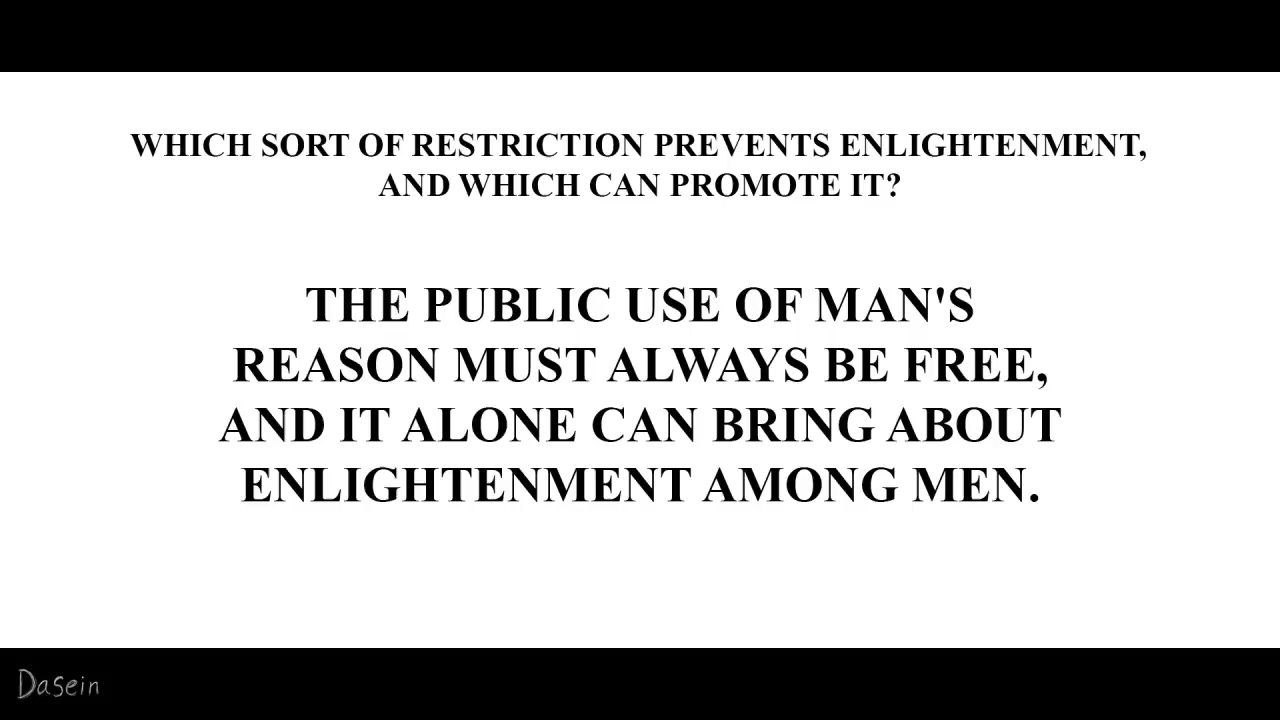 WHICH SORT OF RESTRICTION PREVENTS ENLIGHTENMENT,
AND WHICH CAN PROMOTE IT?
THE PUBLIC USE OF MAN'S
REASON MUST ALWAYS BE FREE,
AND IT ALONE CAN BRING ABOUT
ENLIGHTENMENT AMONG MEN.
Dasein